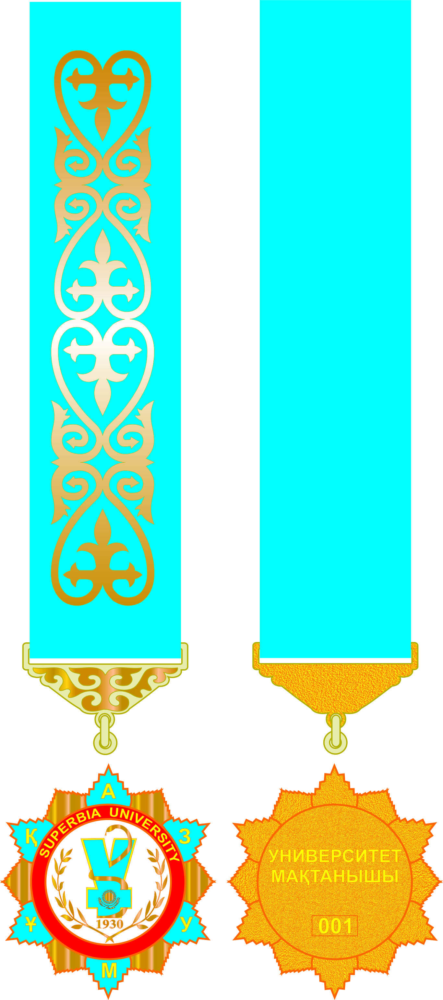 А
Қ
З
SUPERBIA UNIVERSITY
Ұ
У
1930
М
УНИВЕРСИТЕТ
МАҚТАНЫШЫ
001